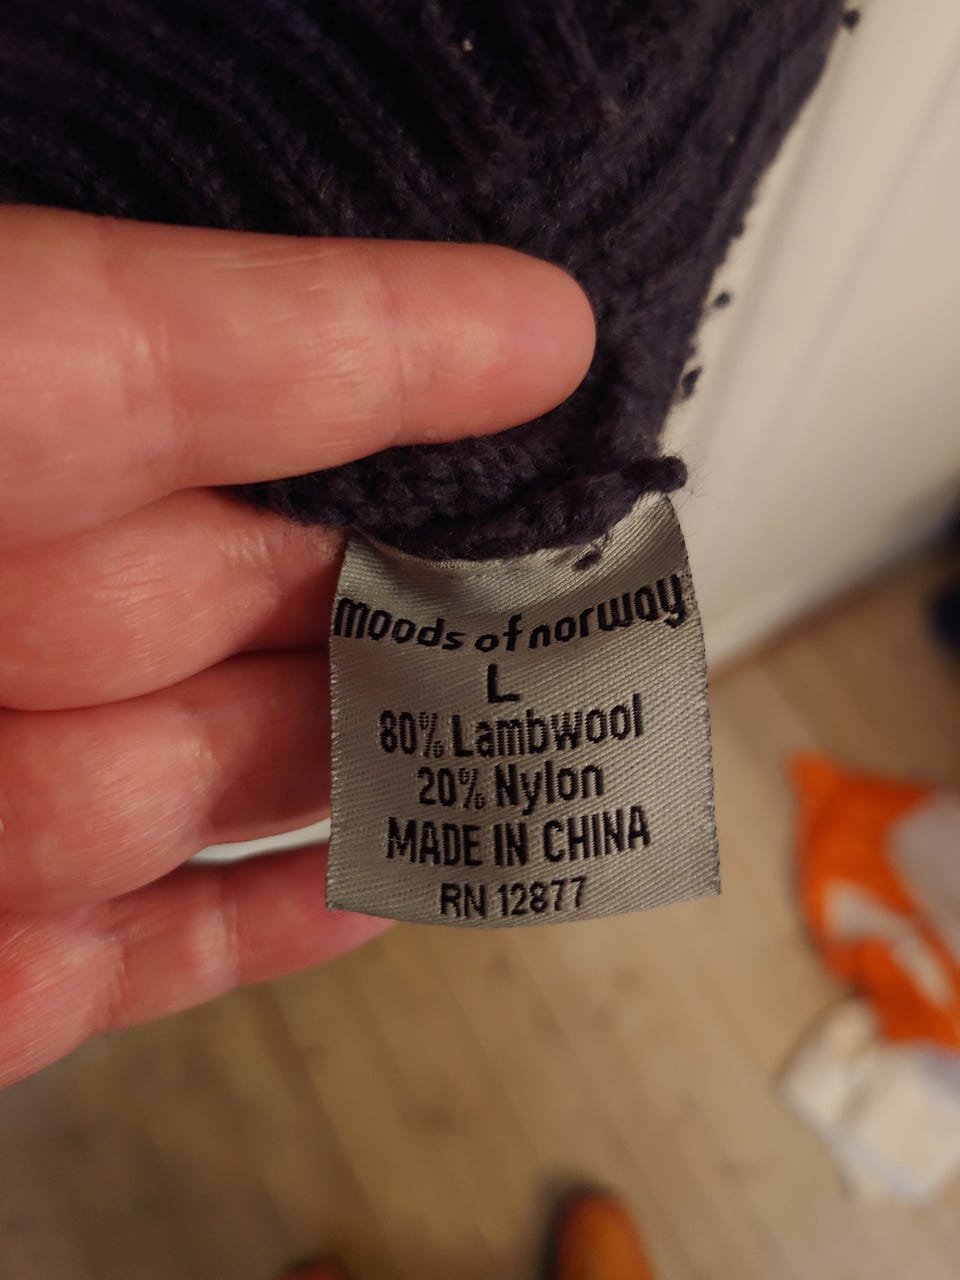 moods of norway
L
80% Lambwool
20% Nylon
MADE IN CHINA
RN 12877